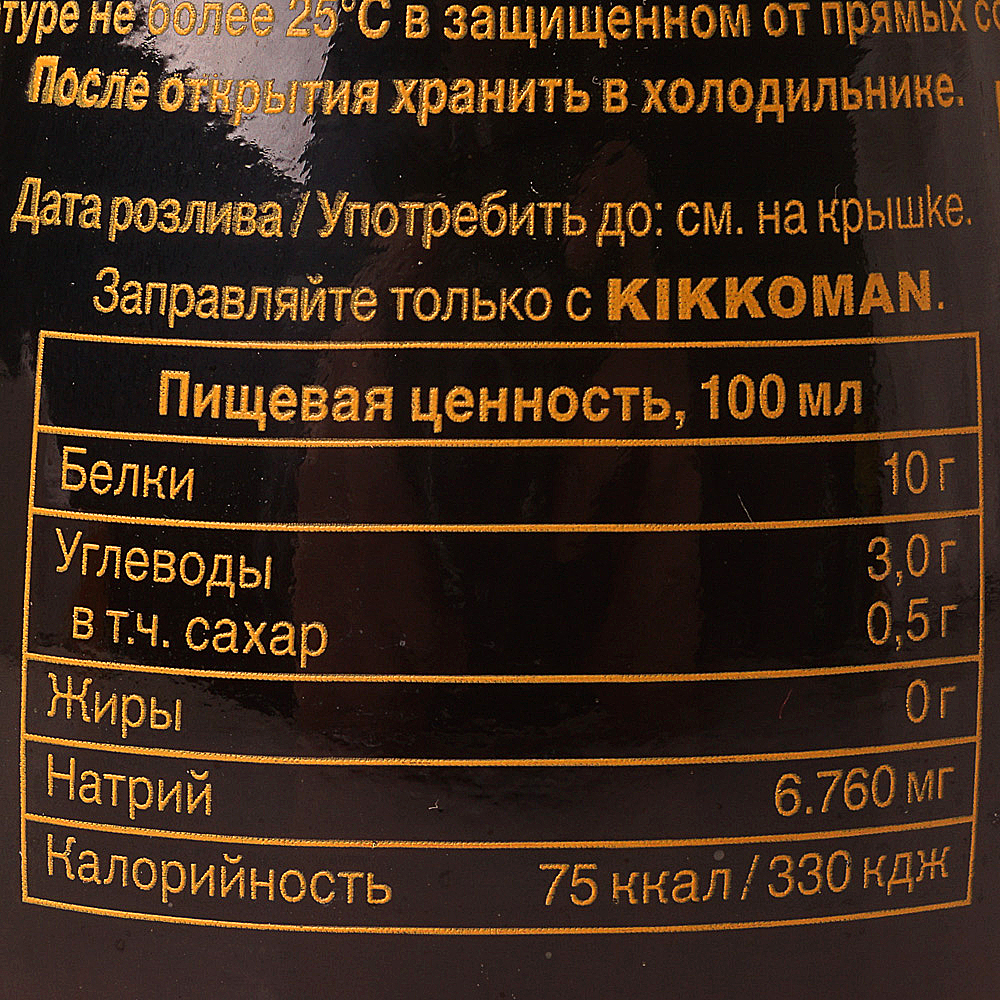 туре не более 25°C в защищенном от прямых
После открытия хранить в холодильнике.
Дата розлива / Употребить до: см. на крышке.
Заправляйте только с KIKKOMAN.
Пищевая ценность, 100 мл
Белки 10 г
Углеводы 3,0 г
в т.ч. сахар 0,5 г
Жиры 0 г
Натрий 6.760 мг
Калорийность 75 ккал / 330 кдж